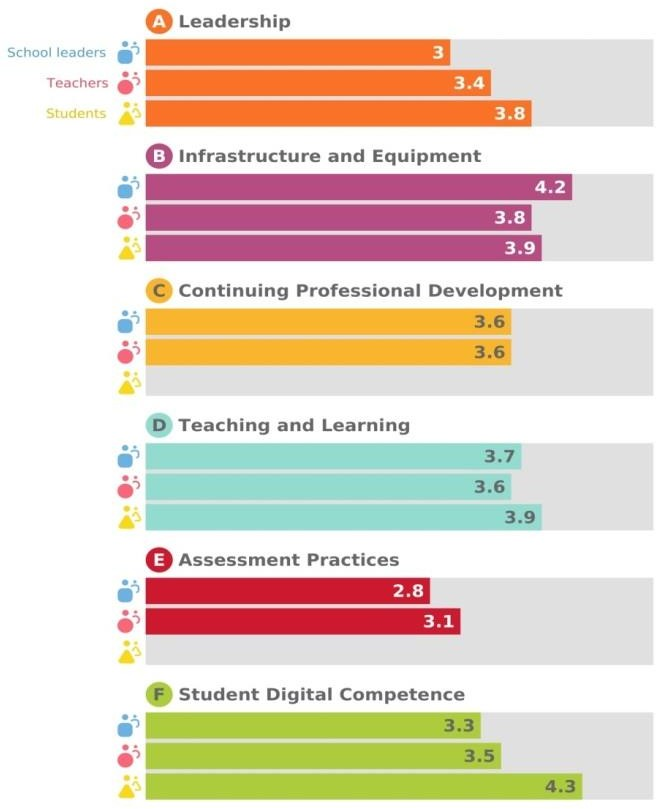 A Leadership
School leaders 3
Teachers 3.4
Students 3.8
B Infrastructure and Equipment
4.2
3.8
3.9
C Continuing Professional Development
3.6
3.6
D Teaching and Learning
3.7
3.6
3.9
E Assessment Practices
2.8
3.1
F Student Digital Competence
3.3
3.5
4.3